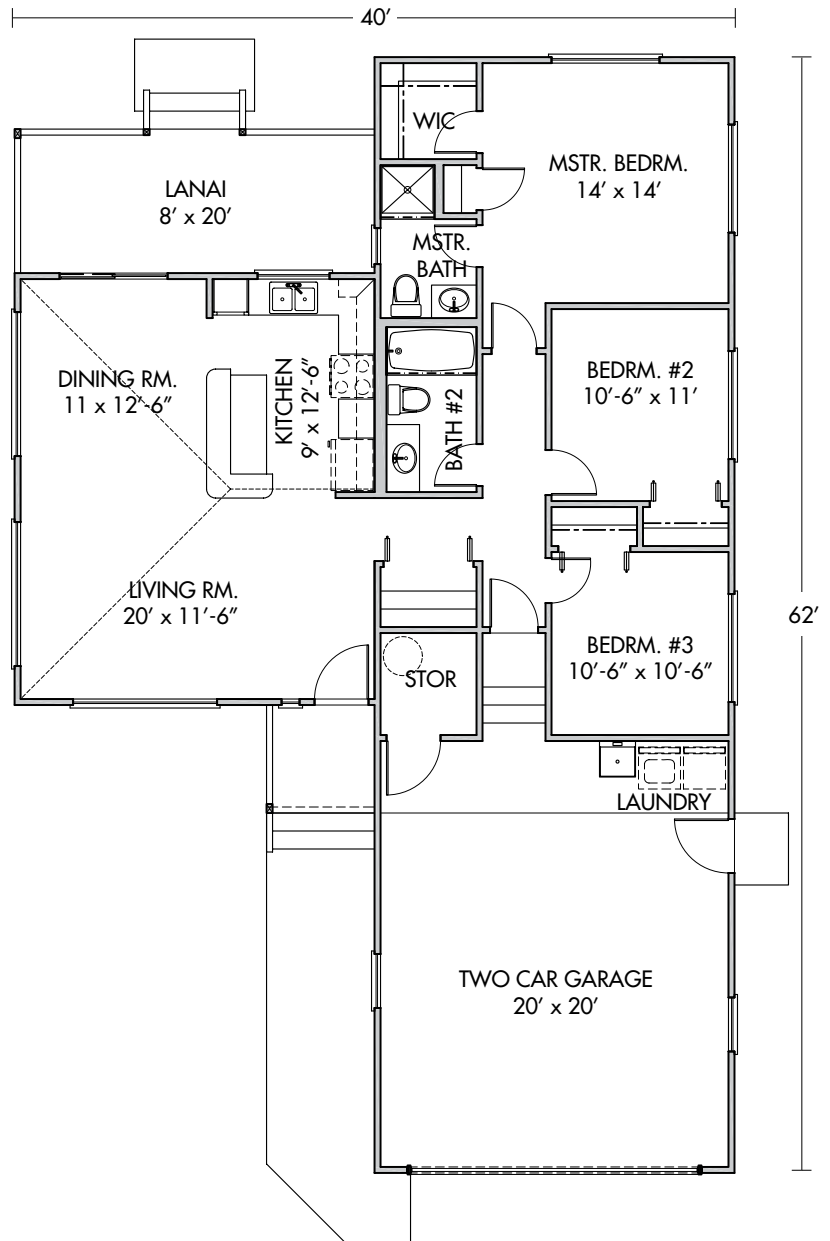 40′
WIC
MSTR. BEDRM.
14′ x 14′
LANAI
8′ x 20′
MSTR.
BATH
DINING RM.
11 x 12′-6″
KITCHEN
9′ x 12′-6″
BATH #2
BEDRM. #2
10′-6″ x 11′
LIVING RM.
20′ x 11′-6″
62′
BEDRM. #3
10′-6″ x 10′-6″
STOR
LAUNDRY
TWO CAR GARAGE
20′ x 20′